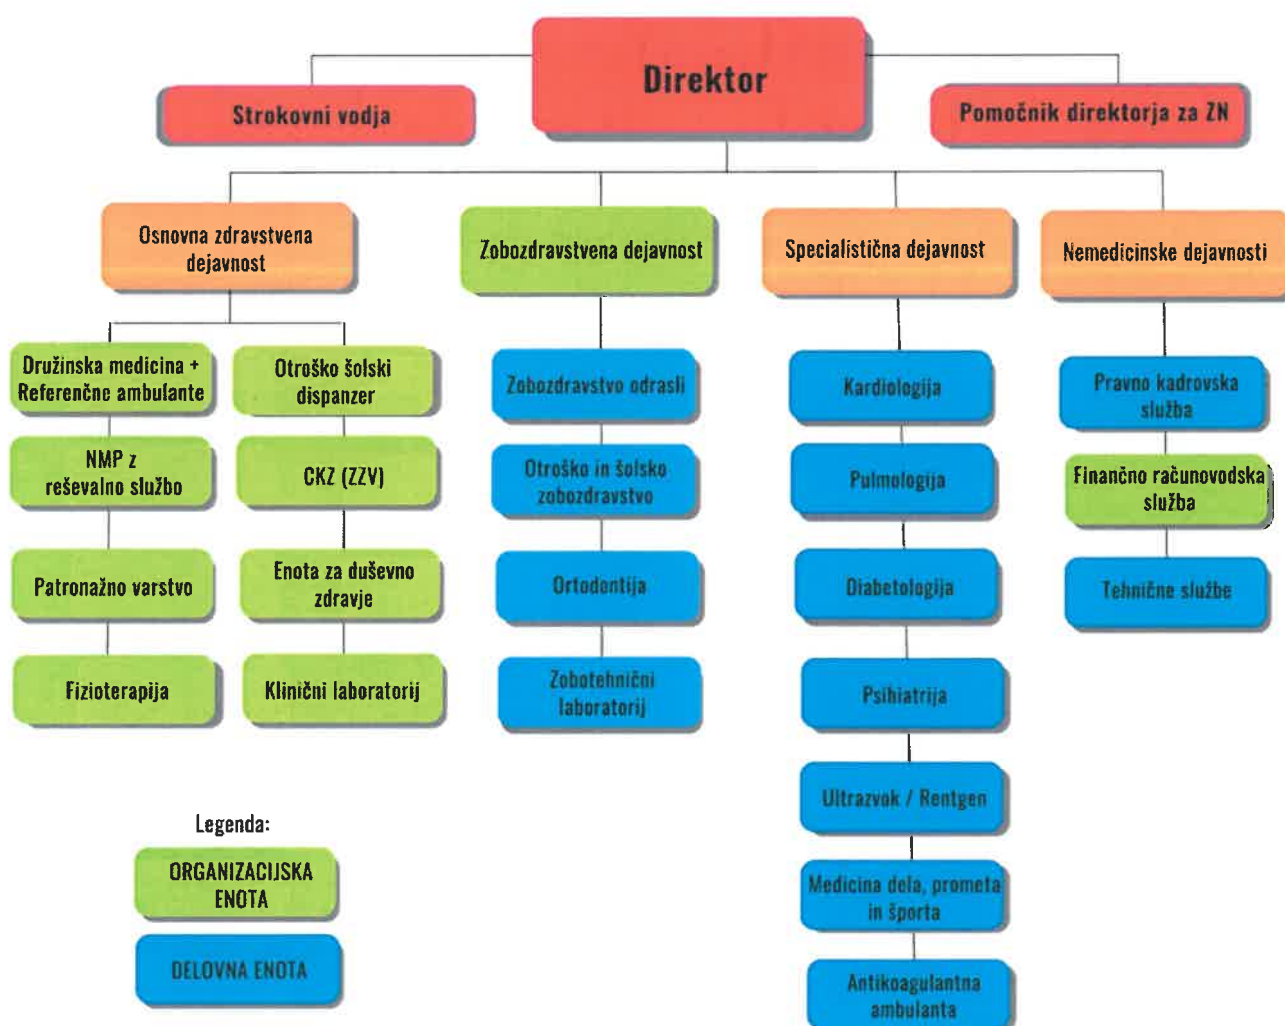 Direktor
Strokovni vodja
Pomočnik direktorja za ZN
Osnovna zdravstvena
dejavnost
Zobozdravstvena dejavnost
Specialistična dejavnost
Nemedicinske dejavnosti
Družinska medicina +
Referenčne ambulante
Otroško šolski
dispanzer
NMP z
reševalno službo
CKZ (ZZV)
Patronažno varstvo
Enota za duševno
zdravje
Fizioterapija
Klinični laboratorij
Zobozdravstvo odrasli
Otroško in šolsko
zobozdravstvo
Ortodontija
Zobotehnični
laboratorij
Kardiologija
Pulmologija
Diabetologija
Psihiatrija
Ultrazvok / Rentgen
Medicina dela, prometa
in športa
Antikoagulantna
ambulanta
Pravno kadrovska
služba
Finančno računovodska
služba
Tehnične službe
Legenda:
ORGANIZACIJSKA
ENOTA
DELOVNA ENOTA